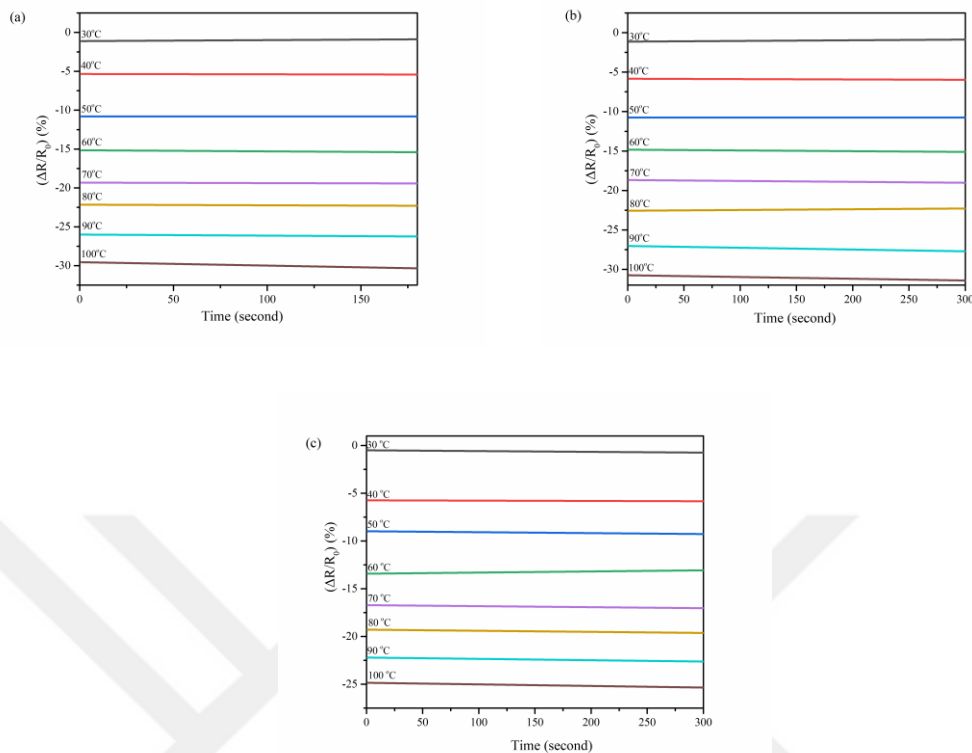 (a)
(ΔR/R₀) (%)
0
-5
-10
-15
-20
-25
-30
30°C
40°C
50°C
60°C
70°C
80°C
90°C
100°C
0 50 100 150
Time (second)
(b)
(ΔR/R₀) (%)
0
-5
-10
-15
-20
-25
-30
30°C
40°C
50°C
60°C
70°C
80°C
90°C
100°C
0 50 100 150 200 250 300
Time (second)
(c)
(ΔR/R₀) (%)
0
-5
-10
-15
-20
-25
30 °C
40 °C
50 °C
60 °C
70 °C
80 °C
90 °C
100 °C
0 50 100 150 200 250 300
Time (second)